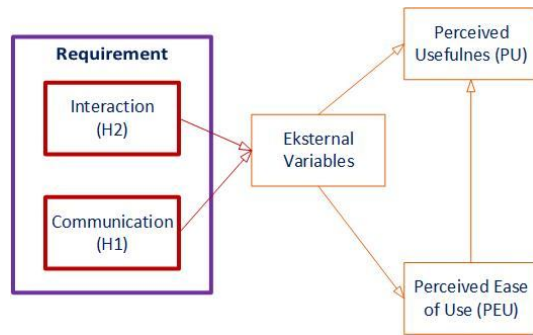 Requirement
Interaction
(H2)
Communication
(H1)
Eksternal
Variables
Perceived
Usefulnes (PU)
Perceived Ease
of Use (PEU)